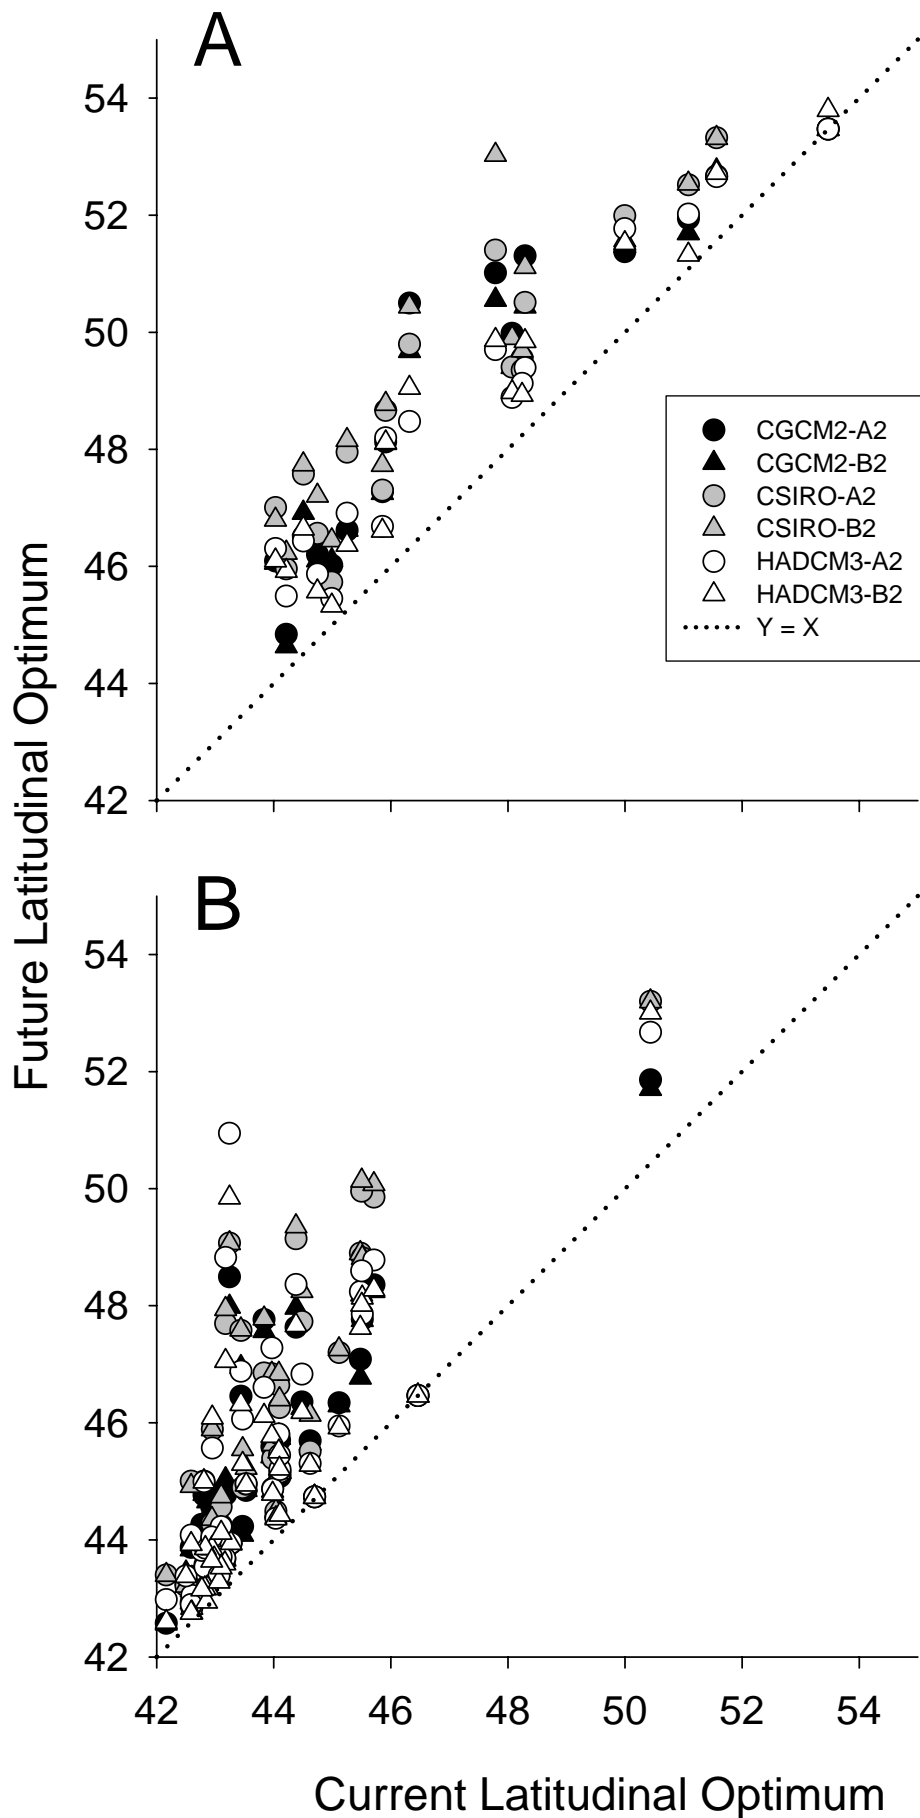 A
54
52
50
48
46
44
42
CGCM2-A2
CGCM2-B2
CSIRO-A2
CSIRO-B2
HADCM3-A2
HADCM3-B2
Y = X
Future Latitudinal Optimum
B
54
52
50
48
46
44
42
42 44 46 48 50 52 54
Current Latitudinal Optimum